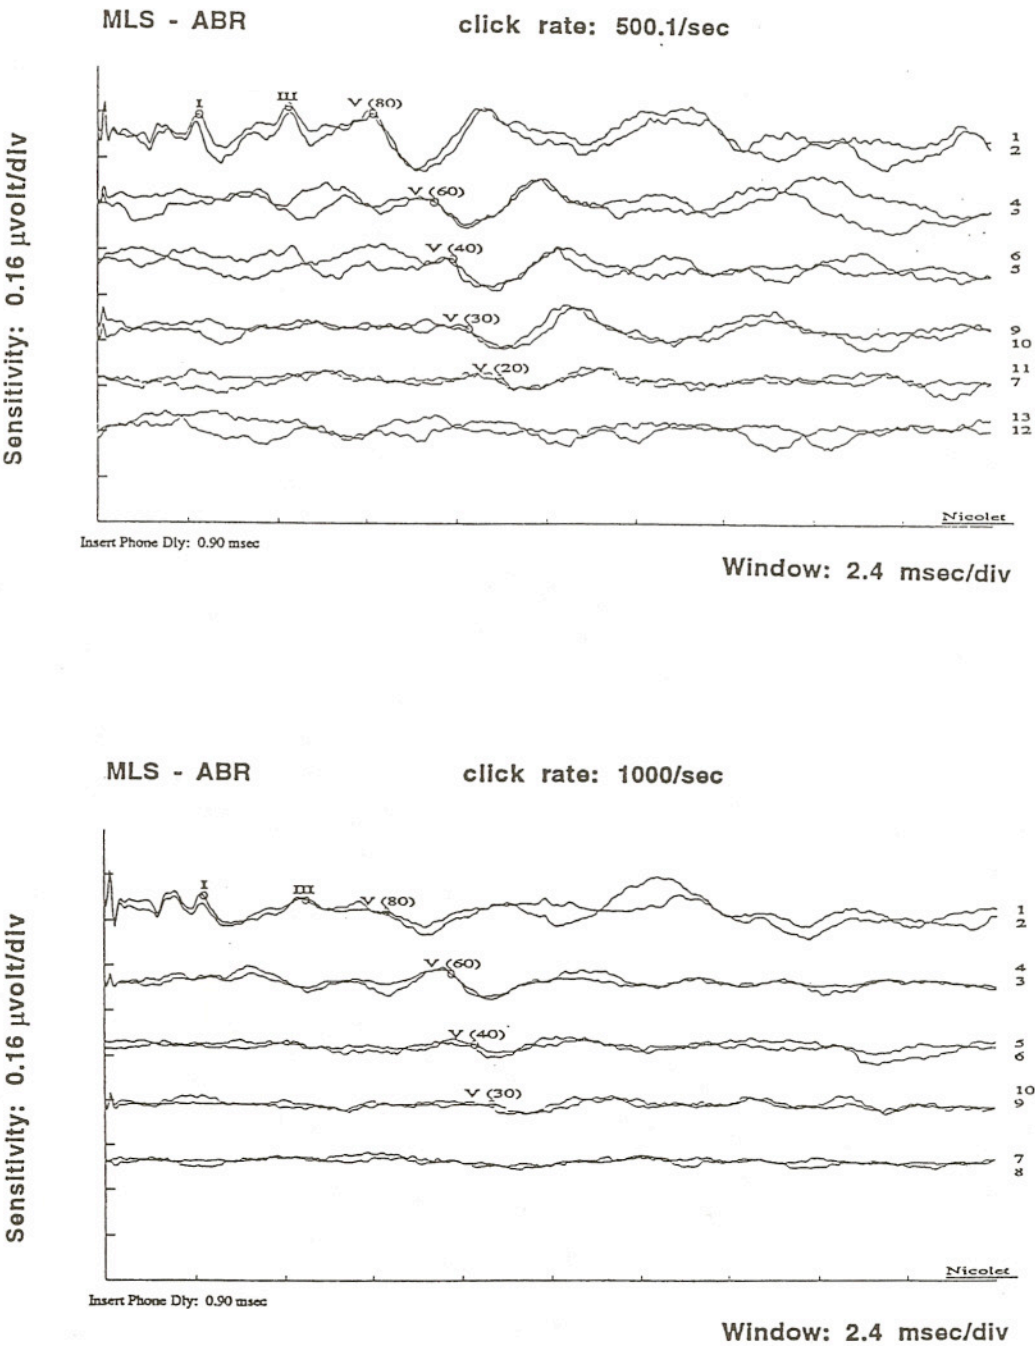 MLS - ABR
click rate: 500.1/sec
Sensitivity: 0.16 µvolt/div
I
III
V (80)
1
2
V (60)
4
3
V (40)
6
5
V (30)
9
10
V (20)
11
7
13
12
Nicolet
Insert Phone Dly: 0.90 msec
Window: 2.4 msec/div
MLS - ABR
click rate: 1000/sec
Sensitivity: 0.16 µvolt/div
I
III
V (80)
1
2
V (60)
4
3
V (40)
5
6
V (30)
10
9
7
8
Nicolet
Insert Phone Dly: 0.90 msec
Window: 2.4 msec/div